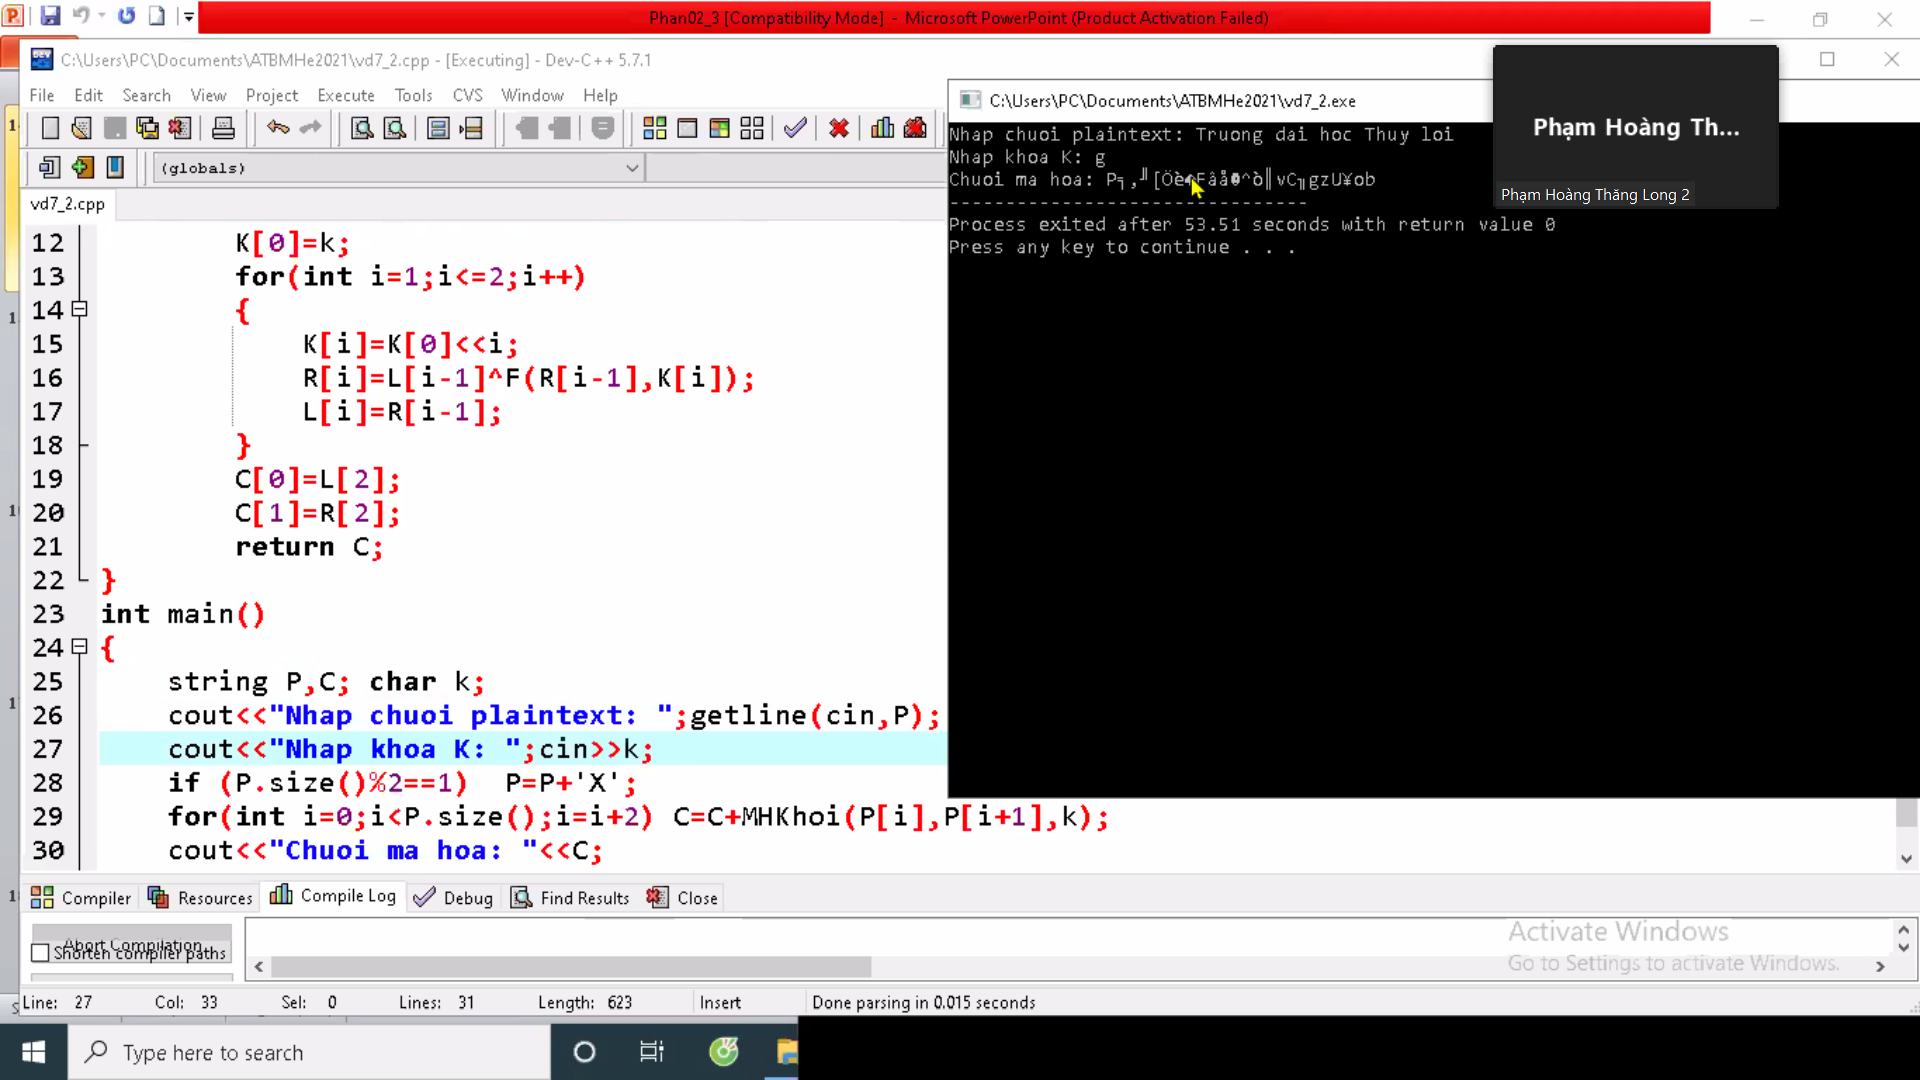 Phan02_3 [Compatibility Mode] - Microsoft PowerPoint (Product Activation Failed)
C:\Users\PC\Documents\ATBMHe2021\vd7_2.cpp - [Executing] - Dev-C++ 5.7.1
File Edit Search View Project Execute Tools CVS Window Help
(globals)
vd7_2.cpp
12 K[0]=k;
13 for(int i=1;i<=2;i++)
14 {
15 K[i]=K[0]<<i;
16 R[i]=L[i-1]^F(R[i-1],K[i]);
17 L[i]=R[i-1];
18 }
19 C[0]=L[2];
20 C[1]=R[2];
21 return C;
22 }
23 int main()
24 {
25 string P,C; char k;
26 cout<<"Nhap chuoi plaintext: ";getline(cin,P);
27 cout<<"Nhap khoa K: ";cin>>k;
28 if (P.size()%2==1) P=P+'X';
29 for(int i=0;i<P.size();i=i+2) C=C+MHKhoi(P[i],P[i+1],k);
30 cout<<"Chuoi ma hoa: "<<C;
C:\Users\PC\Documents\ATBMHe2021\vd7_2.exe
Nhap chuoi plaintext: Truong dai hoc Thuy loi
Nhap khoa K: g
Chuoi ma hoa:
--------------------------------
Process exited after 53.51 seconds with return value 0
Press any key to continue . . .
Phạm Hoàng Th...
Phạm Hoàng Thăng Long 2
Compiler Resources Compile Log Debug Find Results Close
Abort Compilation
Shorten compiler paths
Activate Windows
Go to Settings to activate Windows.
Line: 27 Col: 33 Sel: 0 Lines: 31 Length: 623 Insert Done parsing in 0.015 seconds
Type here to search